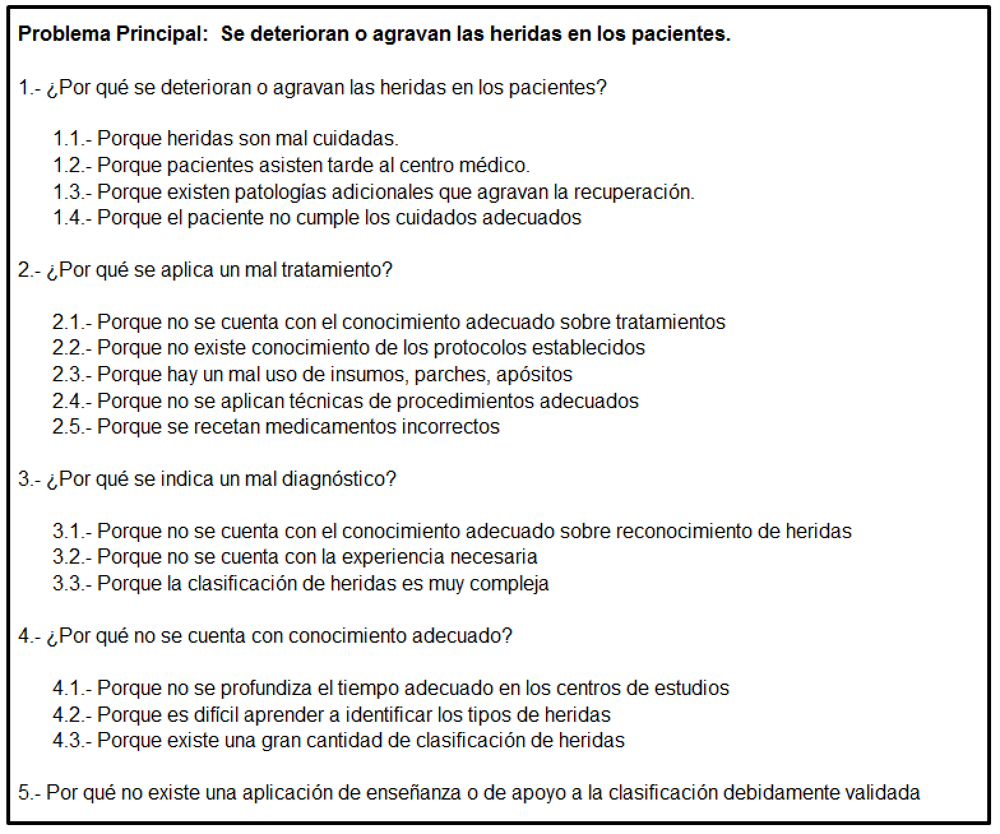 Problema Principal:  Se deterioran o agravan las heridas en los pacientes.
1.- ¿Por qué se deterioran o agravan las heridas en los pacientes?
1.1.- Porque heridas son mal cuidadas.
1.2.- Porque pacientes asisten tarde al centro médico.
1.3.- Porque existen patologías adicionales que agravan la recuperación.
1.4.- Porque el paciente no cumple los cuidados adecuados
2.- ¿Por qué se aplica un mal tratamiento?
2.1.- Porque no se cuenta con el conocimiento adecuado sobre tratamientos
2.2.- Porque no existe conocimiento de los protocolos establecidos
2.3.- Porque hay un mal uso de insumos, parches, apósitos
2.4.- Porque no se aplican técnicas de procedimientos adecuados
2.5.- Porque se recetan medicamentos incorrectos
3.- ¿Por qué se indica un mal diagnóstico?
3.1.- Porque no se cuenta con el conocimiento adecuado sobre reconocimiento de heridas
3.2.- Porque no se cuenta con la experiencia necesaria
3.3.- Porque la clasificación de heridas es muy compleja
4.- ¿Por qué no se cuenta con conocimiento adecuado?
4.1.- Porque no se profundiza el tiempo adecuado en los centros de estudios
4.2.- Porque es difícil aprender a identificar los tipos de heridas
4.3.- Porque existe una gran cantidad de clasificación de heridas
5.- Por qué no existe una aplicación de enseñanza o de apoyo a la clasificación debidamente validada